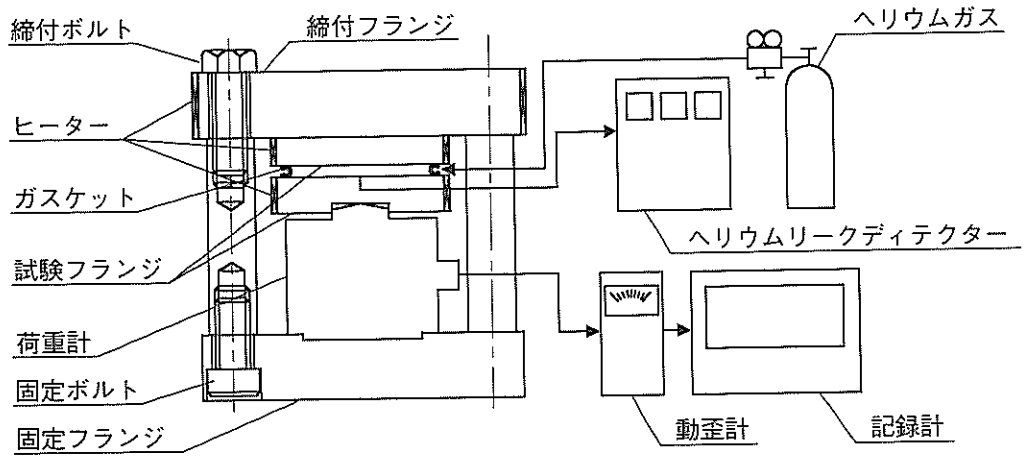 締付ボルト
締付フランジ
ヘリウムガス
ヒーター
ガスケット
ヘリウムリークディテクター
試験フランジ
荷重計
固定ボルト
固定フランジ
動歪計
記録計